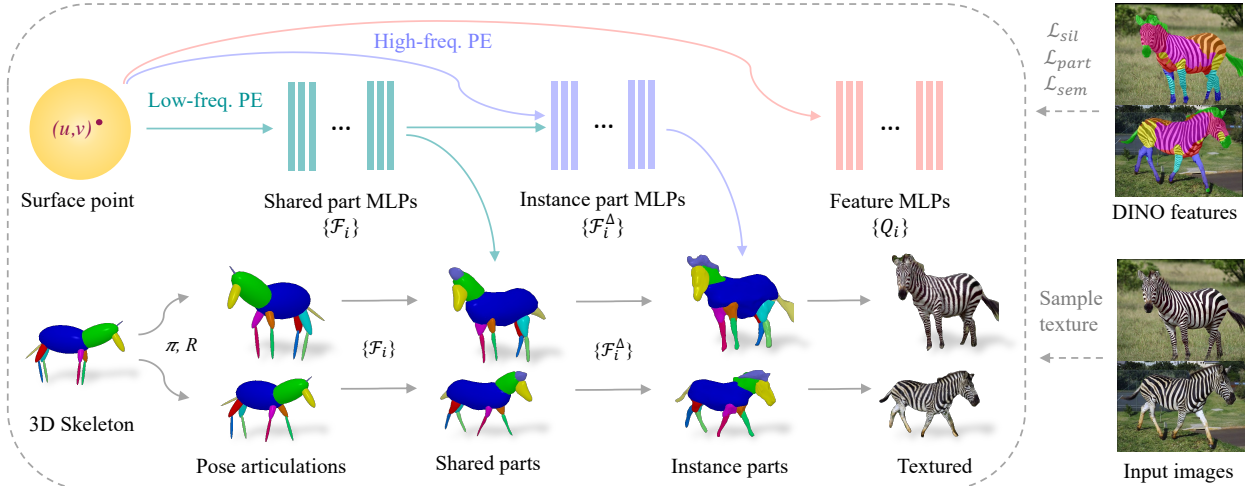 High-freq. PE
Low-freq. PE
(u,v)
...
...
...
Surface point
Shared part MLPs
{ℱ_i}
Instance part MLPs
{ℱ_i^Δ}
Feature MLPs
{Q_i}
ℒ_sil
ℒ_part
ℒ_sem
DINO features
π, R
{ℱ_i}
{ℱ_i^Δ}
Sample
texture
3D Skeleton
Pose articulations
Shared parts
Instance parts
Textured
Input images